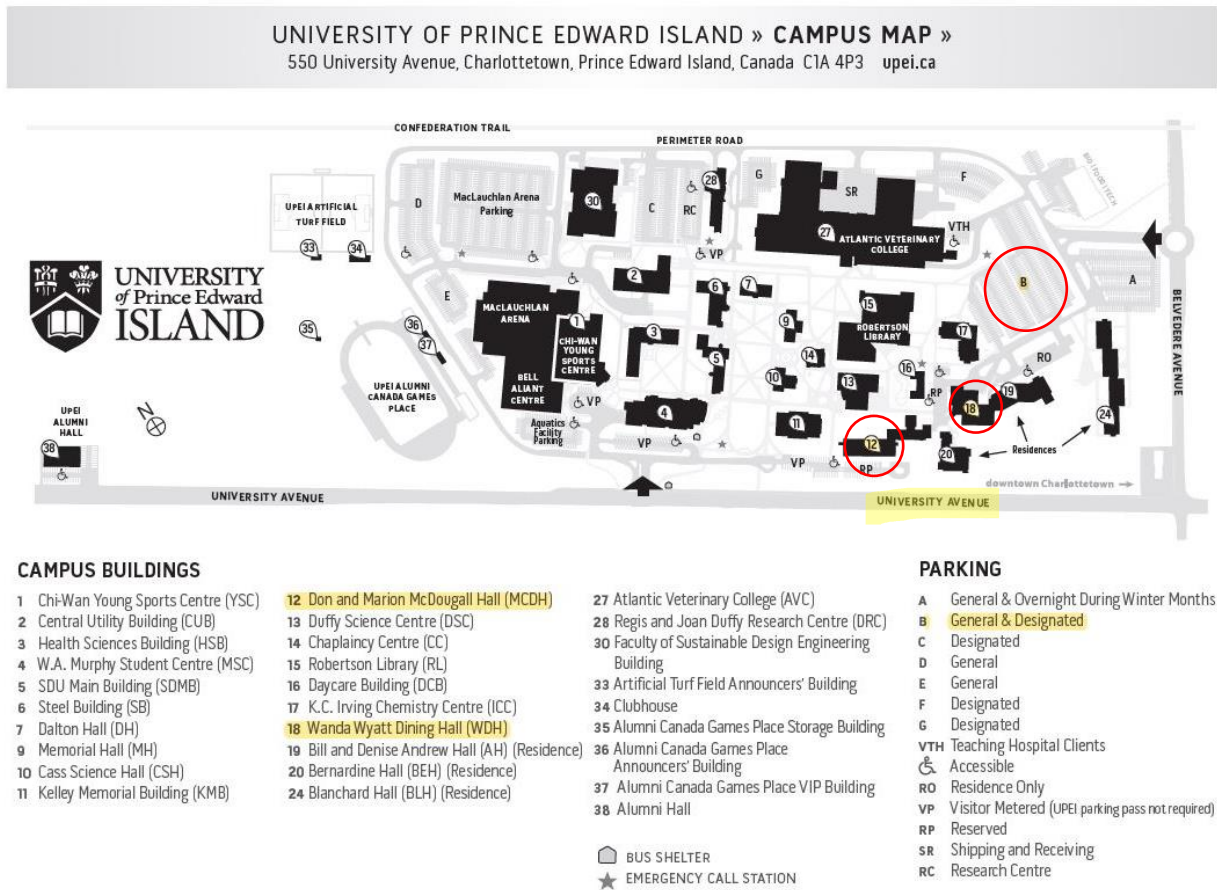 UNIVERSITY OF PRINCE EDWARD ISLAND » CAMPUS MAP »
550 University Avenue, Charlottetown, Prince Edward Island, Canada C1A 4P3 upei.ca
CONFEDERATION TRAIL
PERIMETER ROAD
UPEI ARTIFICIAL
TURF FIELD
33
34
D
MacLauchlan Arena
Parking
30
C
RC
28
G
SR
F
27
ATLANTIC VETERINARY
COLLEGE
VTH
VP
B
A
BELVEDERE AVENUE
UNIVERSITY
of Prince Edward
ISLAND
E
35
36
37
MACLAUCHLAN
ARENA
1
CHI-WAN
YOUNG
SPORTS
CENTRE
BELL
ALIANT
CENTRE
UPEI ALUMNI
CANADA GAMES
PLACE
2
3
6
7
5
9
10
14
15
ROBERTSON
LIBRARY
16
17
13
RO
RP
18
19
24
4
11
12
20
Residences
VP
Aquatics
Facility
Parking
VP
VP
RP
UPEI
ALUMNI
HALL
38
N
downtown Charlottetown
UNIVERSITY AVENUE
UNIVERSITY AVENUE
CAMPUS BUILDINGS
1 Chi-Wan Young Sports Centre (YSC)
2 Central Utility Building (CUB)
3 Health Sciences Building (HSB)
4 W.A. Murphy Student Centre (MSC)
5 SDU Main Building (SDMB)
6 Steel Building (SB)
7 Dalton Hall (DH)
9 Memorial Hall (MH)
10 Cass Science Hall (CSH)
11 Kelley Memorial Building (KMB)
12 Don and Marion McDougall Hall (MCDH)
13 Duffy Science Centre (DSC)
14 Chaplaincy Centre (CC)
15 Robertson Library (RL)
16 Daycare Building (DCB)
17 K.C. Irving Chemistry Centre (ICC)
18 Wanda Wyatt Dining Hall (WDH)
19 Bill and Denise Andrew Hall (AH) (Residence)
20 Bernardine Hall (BEH) (Residence)
24 Blanchard Hall (BLH) (Residence)
27 Atlantic Veterinary College (AVC)
28 Regis and Joan Duffy Research Centre (DRC)
30 Faculty of Sustainable Design Engineering
Building
33 Artificial Turf Field Announcers' Building
34 Clubhouse
35 Alumni Canada Games Place Storage Building
36 Alumni Canada Games Place
Announcers' Building
37 Alumni Canada Games Place VIP Building
38 Alumni Hall
BUS SHELTER
EMERGENCY CALL STATION
PARKING
A General & Overnight During Winter Months
B General & Designated
C Designated
D General
E General
F Designated
G Designated
VTH Teaching Hospital Clients
Accessible
RO Residence Only
VP Visitor Metered (UPEI parking pass not required)
RP Reserved
SR Shipping and Receiving
RC Research Centre